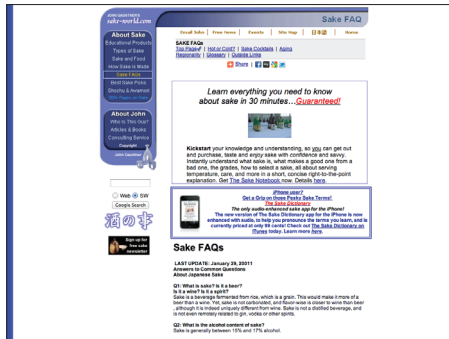 JOHN GAUNTNER'S
sake-world.com
Sake FAQ
Email John | Free News | Events | Site Map | 日本語 | Home
About Sake
Educational Products
Types of Sake
Sake and Food
How Sake is Made
Sake FAQs
Best Sake Picks
Shochu & Awamori
About John
Who is This Guy?
Articles & Books
Consulting Service
Copyright
John Gauntner
SAKE FAQs
Top Page | Hot or Cold? | Sake Cocktails | Aging
Regionality | Glossary | Outside Links
Share
Learn everything you need to know
about sake in 30 minutes…Guaranteed!
Kickstart your knowledge and understanding, so you can get out
and purchase, taste and enjoy sake with confidence and savvy.
Instantly understand what sake is, what makes a good one from a
bad one, the grades, how to select a sake, all about serving
temperature, care, and more in a short, concise right-to-the-point
explanation. Get The Sake Notebook now. Details here.
Web SW
Google Search
酒の事
Sign up for
free sake
newsletter
iPhone user?
Get a Grip on those Pesky Sake Terms!
The Sake Dictionary
The only audio-enhanced sake app for the iPhone!
The new version of The Sake Dictionary app for the iPhone is now
enhanced with audio, to help you pronounce the terms you learn, and is
currently priced at only 99 cents! Check out The Sake Dictionary on
iTunes today. Learn more here.
Sake FAQs
LAST UPDATE: January 29, 20011
Answers to Common Questions
About Japanese Sake
Q1: What is sake? Is it a beer?
Is it a wine? Is it a spirit?
Sake is a beverage fermented from rice, which is a grain. This would make it more of a
beer than a wine. Yet, sake is not carbonated, and flavor-wise is closer to wine than beer
, although it is indeed uniquely different from wine. Sake is not a distilled beverage, and
is not even remotely related to gin, vodka or other spirits.
Q2: What is the alcohol content of sake?
Sake is generally between 15% and 17% alcohol.